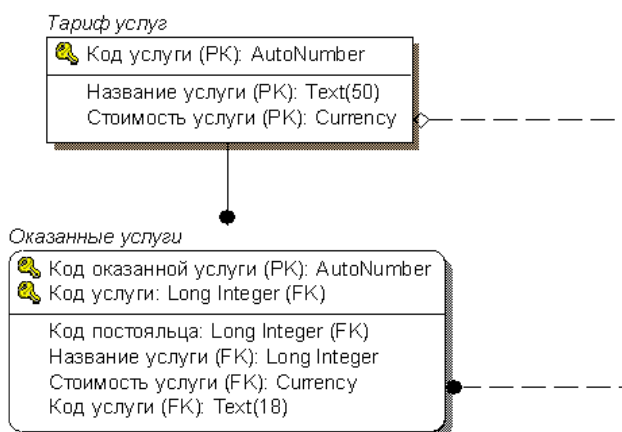 Тариф услуг
Код услуги (PK): AutoNumber
Название услуги (PK): Text(50)
Стоимость услуги (PK): Currency
Оказанные услуги
Код оказанной услуги (PK): AutoNumber
Код услуги: Long Integer (FK)
Код постояльца: Long Integer (FK)
Название услуги (FK): Long Integer
Стоимость услуги (FK): Currency
Код услуги (FK): Text(18)